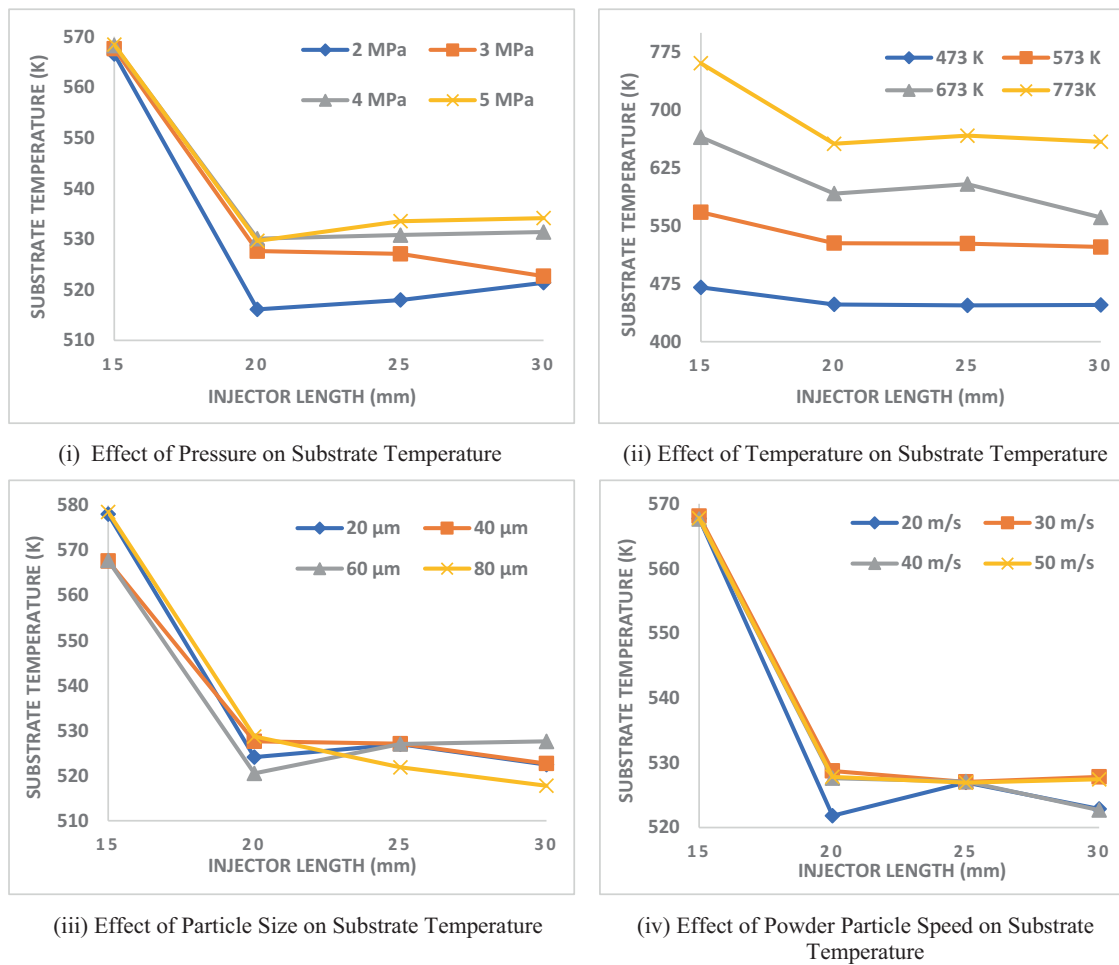 570
560
550
540
530
520
510
SUBSTRATE TEMPERATURE (K)
2 MPa
3 MPa
4 MPa
5 MPa
15 20 25 30
INJECTOR LENGTH (mm)
(i) Effect of Pressure on Substrate Temperature
775
700
625
550
475
400
SUBSTRATE TEMPERATURE (K)
473 K
573 K
673 K
773K
15 20 25 30
INJECTOR LENGTH (mm)
(ii) Effect of Temperature on Substrate Temperature
580
570
560
550
540
530
520
510
SUBSTRATE TEMPERATURE (K)
20 µm
40 µm
60 µm
80 µm
15 20 25 30
INJECTOR LENGTH (mm)
(iii) Effect of Particle Size on Substrate Temperature
570
560
550
540
530
520
SUBSTRATE TEMPERATURE (K)
20 m/s
30 m/s
40 m/s
50 m/s
15 20 25 30
INJECTOR LENGTH (mm)
(iv) Effect of Powder Particle Speed on Substrate
Temperature